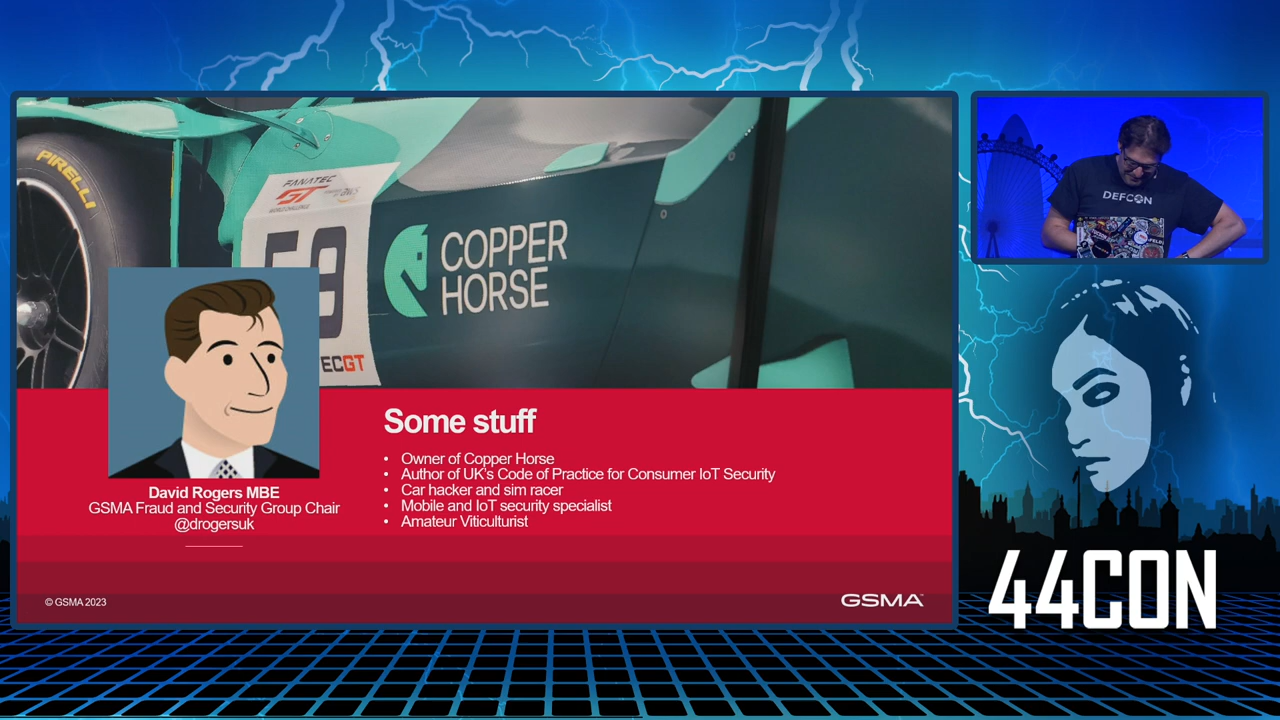 PIRELLI
FANATEC
GT
59
ECGT
COPPER
HORSE
Some stuff
• Owner of Copper Horse
• Author of UK's Code of Practice for Consumer IoT Security
• Car hacker and sim racer
• Mobile and IoT security specialist
• Amateur Viticulturist
David Rogers MBE
GSMA Fraud and Security Group Chair
@drogersuk
© GSMA 2023
GSMA
DEFCON
44CON